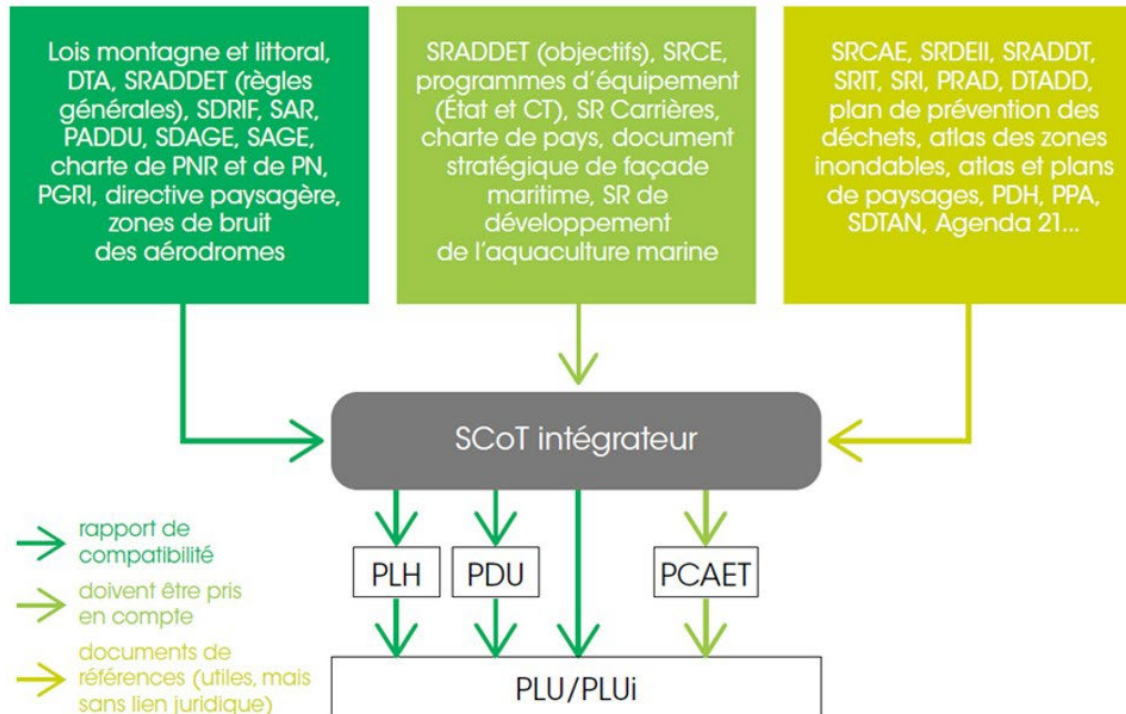 Lois montagne et littoral,
DTA, SRADDET (règles
générales), SDRIF, SAR,
PADDU, SDAGE, SAGE,
charte de PNR et de PN,
PGRI, directive paysagère,
zones de bruit
des aérodromes
SRADDET (objectifs), SRCE,
programmes d'équipement
(État et CT), SR Carrières,
charte de pays, document
stratégique de façade
maritime, SR de
développement
de l'aquaculture marine
SRCAE, SRDEII, SRADDT,
SRIT, SRI, PRAD, DTADD,
plan de prévention des
déchets, atlas des zones
inondables, atlas et plans
de paysages, PDH, PPA,
SDTAN, Agenda 21...
SCoT intégrateur
rapport de
compatibilité
doivent être pris
en compte
documents de
références (utiles, mais
sans lien juridique)
PLH
PDU
PCAET
PLU/PLUi